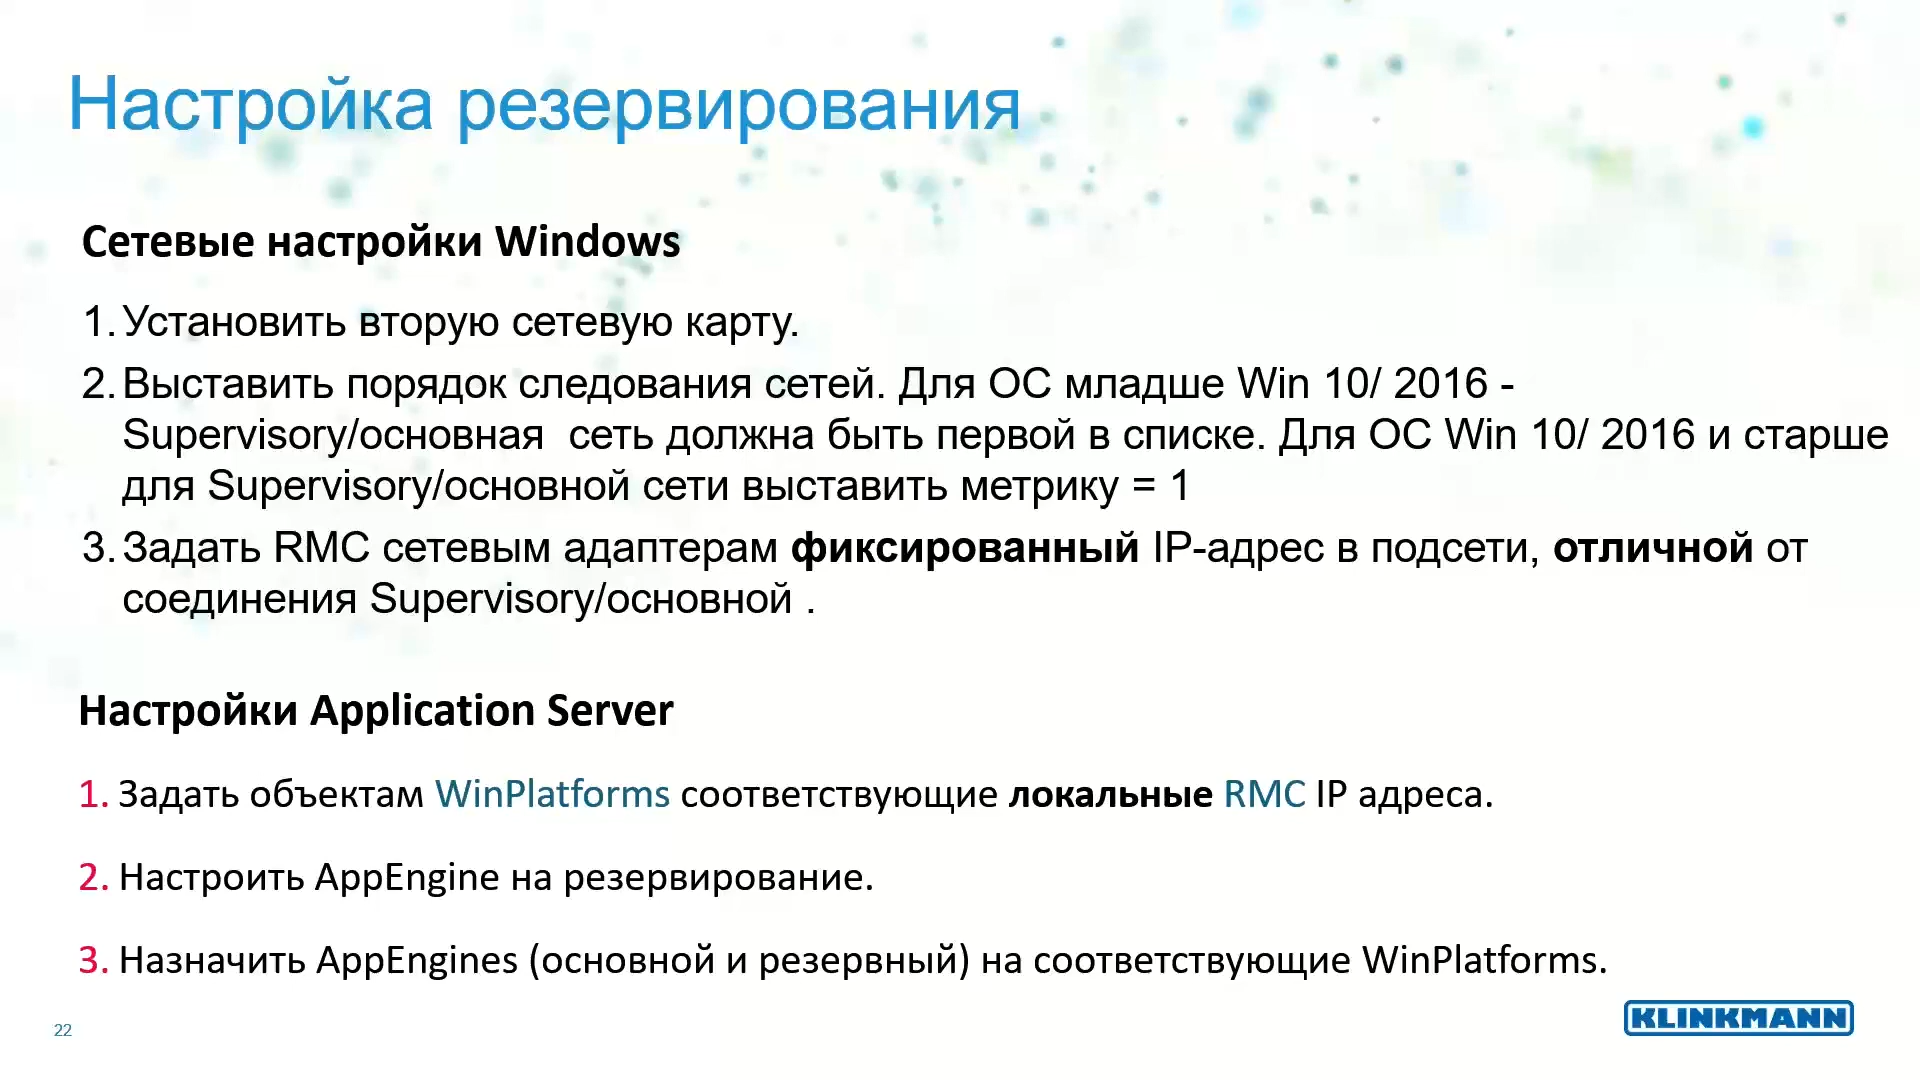 Настройка резервирования
Сетевые настройки Windows
1. Установить вторую сетевую карту.
2. Выставить порядок следования сетей. Для ОС младше Win 10/ 2016 -
Supervisory/основная  сеть должна быть первой в списке. Для ОС Win 10/ 2016 и старше
для Supervisory/основной сети выставить метрику = 1
3. Задать RMC сетевым адаптерам фиксированный IP-адрес в подсети, отличной от
соединения Supervisory/основной .
Настройки Application Server
1. Задать объектам WinPlatforms соответствующие локальные RMC IP адреса.
2. Настроить AppEngine на резервирование.
3. Назначить AppEngines (основной и резервный) на соответствующие WinPlatforms.
22
KLINKMANN